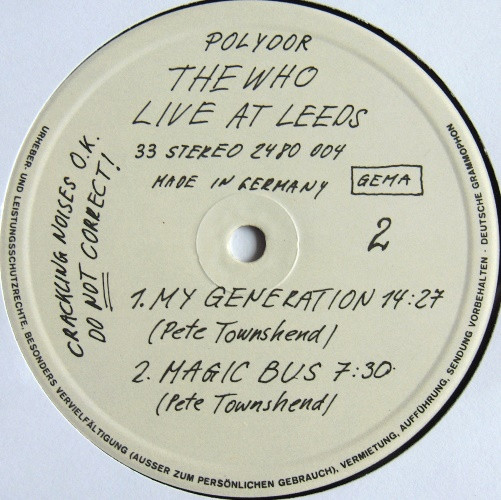 POLYDOR
THE WHO
LIVE AT LEEDS
33 STEREO 2480 004
MADE IN GERMANY
GEMA
CRACKLING NOISES O.K.
DO NOT CORRECT!
2
1. MY GENERATION 14:27
(Pete Townshend)
2. MAGIC BUS 7:30
(Pete Townshend)
URHEBER- UND LEISTUNGSSCHUTZRECHTE, BESONDERS VERVIELFÄLTIGUNG (AUSSER ZUM PERSÖNLICHEN GEBRAUCH), VERMIETUNG, AUFFÜHRUNG, SENDUNG VORBEHALTEN · DEUTSCHE GRAMMOPHON